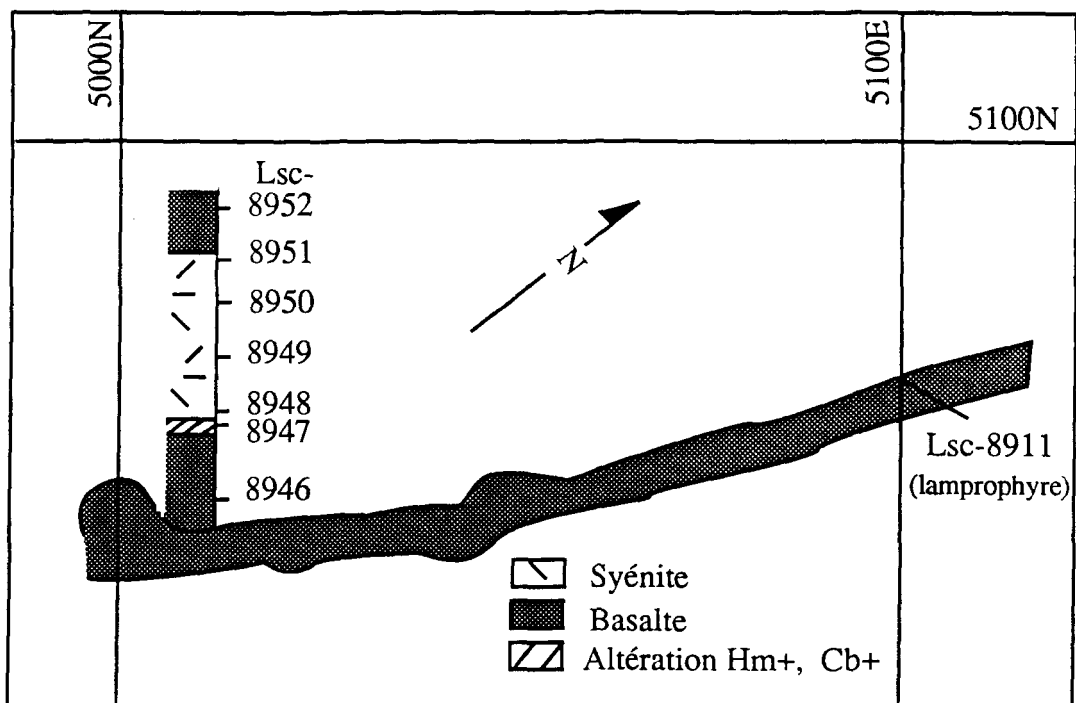 5000N
5100E
5100N
Lsc-
8952
8951
8950
8949
8948
8947
8946
N
Lsc-8911
(lamprophyre)
Syénite
Basalte
Altération Hm+, Cb+